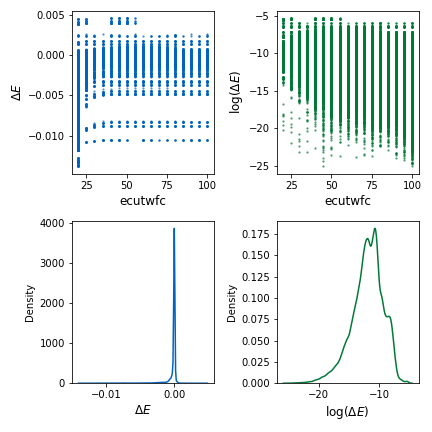 0.005
0.000
−0.005
−0.010
ΔE
25 50 75 100
ecutwfc
−5
−10
−15
−20
−25
log(ΔE)
25 50 75 100
ecutwfc
4000
3000
2000
1000
0
Density
−0.01 0.00
ΔE
0.175
0.150
0.125
0.100
0.075
0.050
0.025
0.000
Density
−20 −10
log(ΔE)